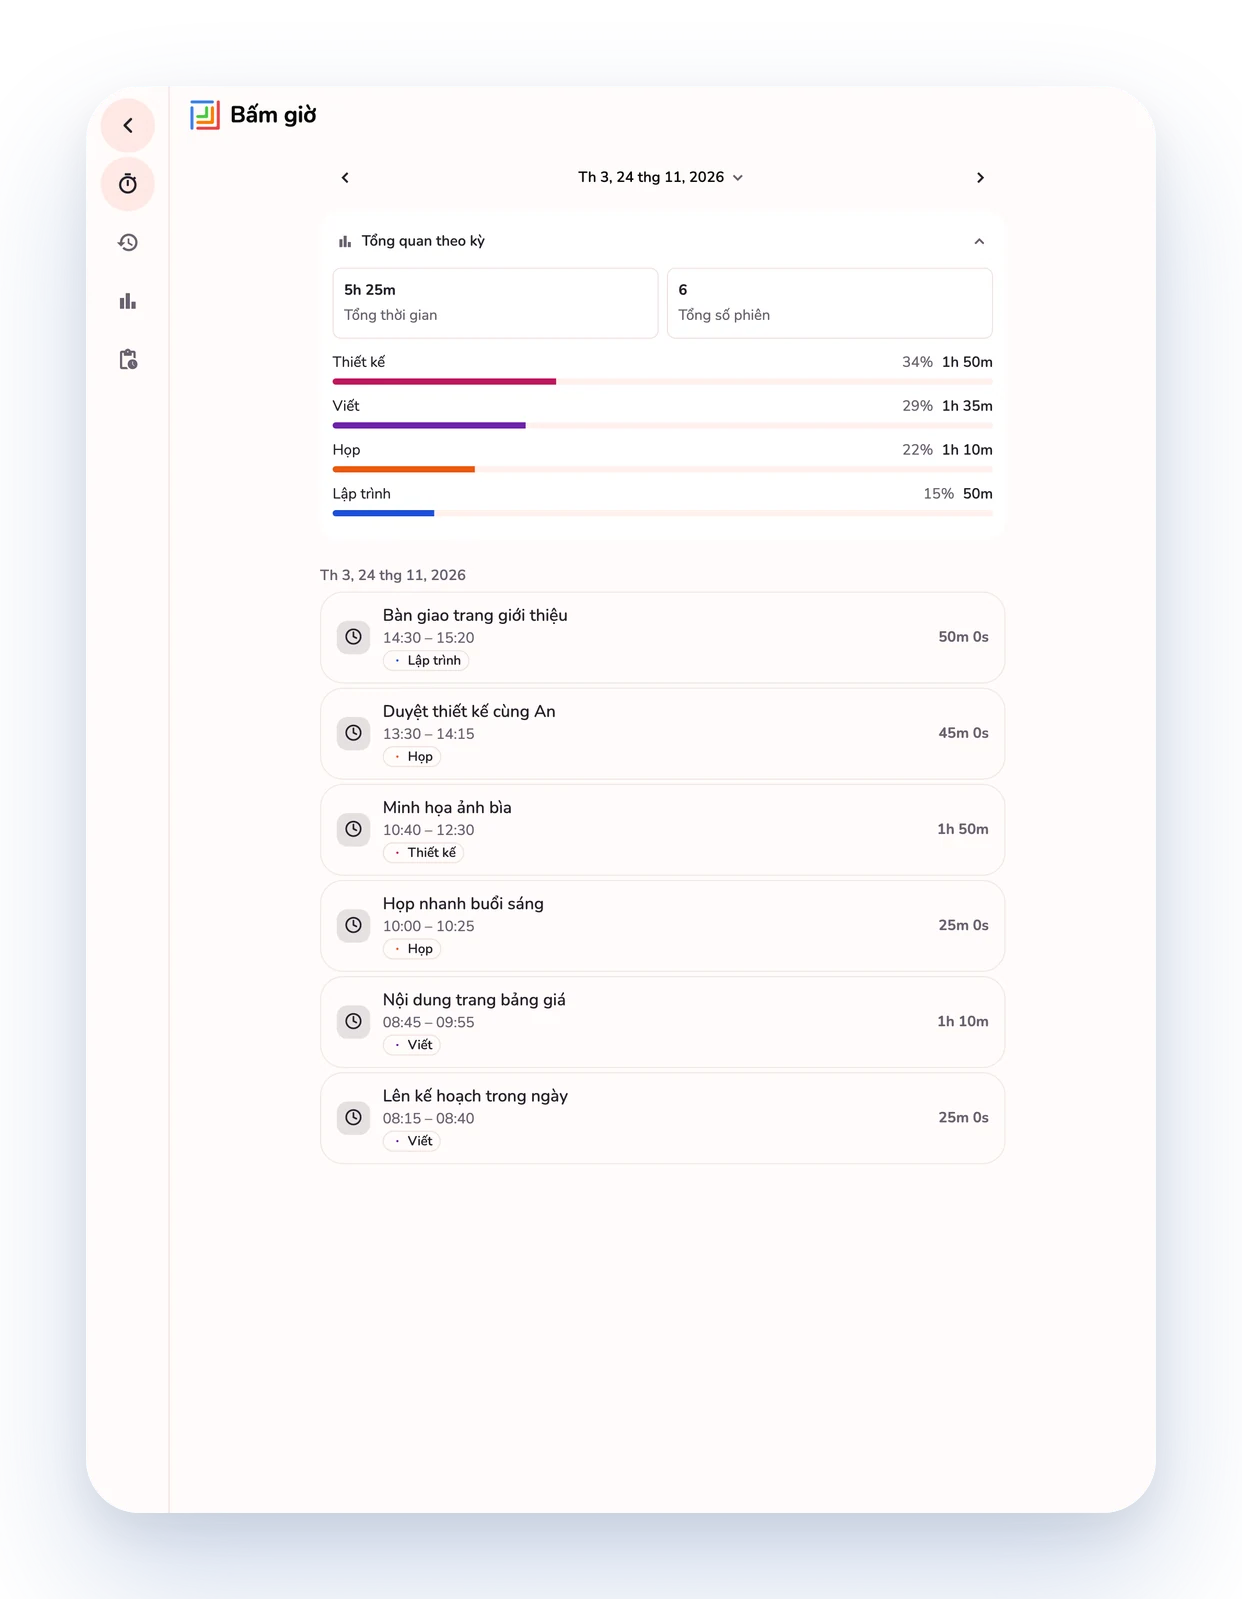 Bấm giờ
Th 3, 24 thg 11, 2026
Tổng quan theo kỳ
5h 25m
Tổng thời gian
6
Tổng số phiên
Thiết kế 34% 1h 50m
Viết 29% 1h 35m
Họp 22% 1h 10m
Lập trình 15% 50m
Th 3, 24 thg 11, 2026
Bàn giao trang giới thiệu
14:30 – 15:20
Lập trình
50m 0s
Duyệt thiết kế cùng An
13:30 – 14:15
Họp
45m 0s
Minh họa ảnh bìa
10:40 – 12:30
Thiết kế
1h 50m
Họp nhanh buổi sáng
10:00 – 10:25
Họp
25m 0s
Nội dung trang bảng giá
08:45 – 09:55
Viết
1h 10m
Lên kế hoạch trong ngày
08:15 – 08:40
Viết
25m 0s